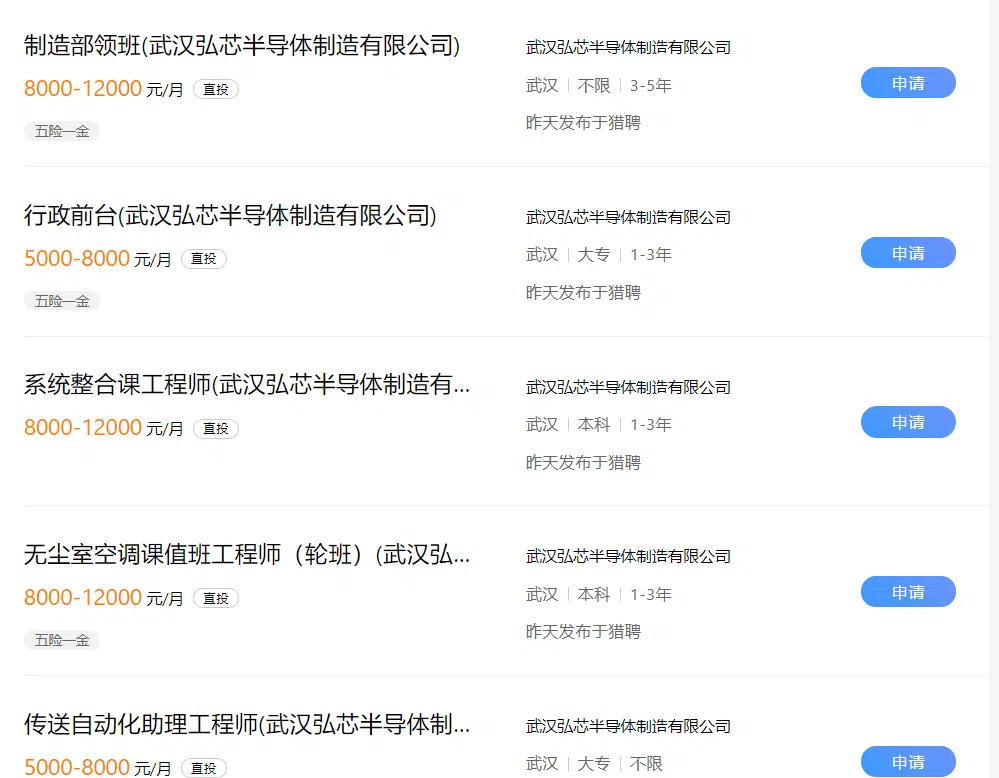 制造部领班(武汉弘芯半导体制造有限公司)
武汉弘芯半导体制造有限公司
8000-12000 元/月 直投
武汉 不限 3-5年
申请
五险一金
昨天发布于猎聘
行政前台(武汉弘芯半导体制造有限公司)
武汉弘芯半导体制造有限公司
5000-8000 元/月 直投
武汉 大专 1-3年
申请
五险一金
昨天发布于猎聘
系统整合课工程师(武汉弘芯半导体制造有...
武汉弘芯半导体制造有限公司
8000-12000 元/月 直投
武汉 本科 1-3年
申请
昨天发布于猎聘
无尘室空调课值班工程师（轮班）(武汉弘...
武汉弘芯半导体制造有限公司
8000-12000 元/月 直投
武汉 本科 1-3年
申请
五险一金
昨天发布于猎聘
传送自动化助理工程师(武汉弘芯半导体制...
武汉弘芯半导体制造有限公司
5000-8000 元/月 直投
武汉 大专 不限
申请